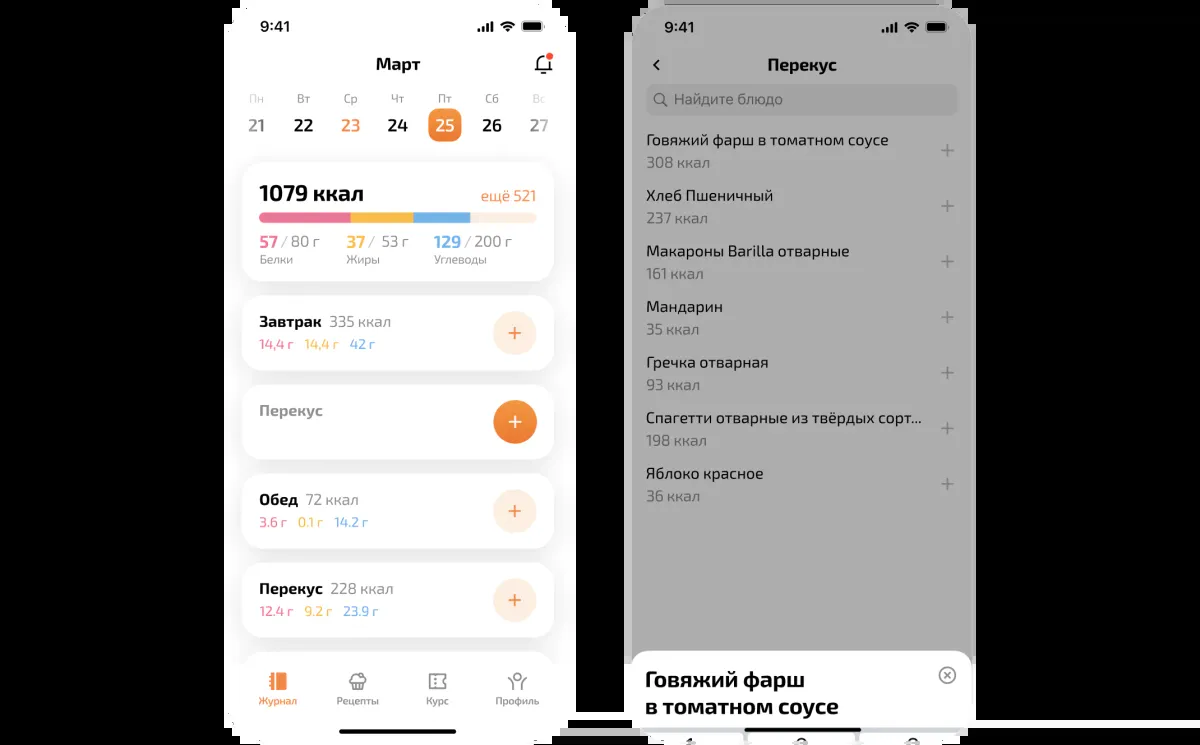 9:41
Март
Пн Вт Ср Чт Пт Сб Вс
21 22 23 24 25 26 27
1079 ккал ещё 521
57 / 80 г 37 / 53 г 129 / 200 г
Белки Жиры Углеводы
Завтрак 335 ккал
14,4 г 14,4 г 42 г
Перекус
Обед 72 ккал
3.6 г 0.1 г 14.2 г
Перекус 228 ккал
12.4 г 9.2 г 23.9 г
Журнал Рецепты Курс Профиль
9:41
Перекус
Найдите блюдо
Говяжий фарш в томатном соусе
308 ккал
Хлеб Пшеничный
237 ккал
Макароны Barilla отварные
161 ккал
Мандарин
35 ккал
Гречка отварная
93 ккал
Спагетти отварные из твёрдых сорт...
198 ккал
Яблоко красное
36 ккал
Говяжий фарш
в томатном соусе